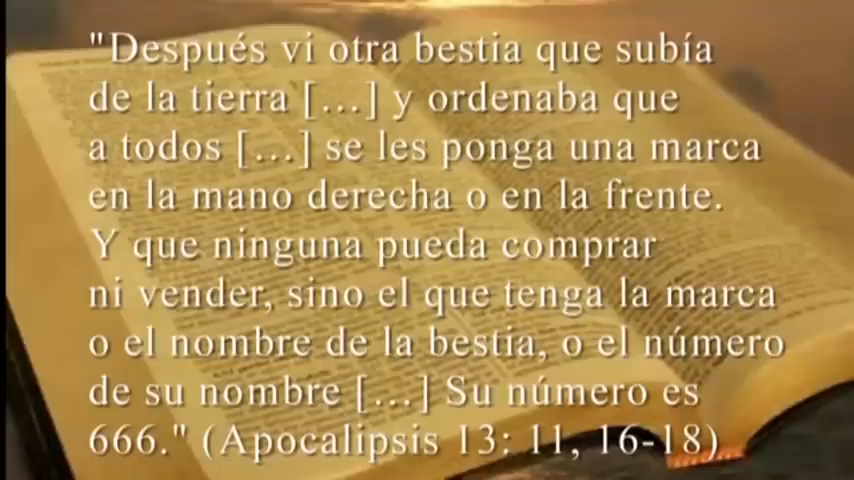 "Después vi otra bestia que subía
de la tierra […] y ordenaba que
a todos […] se les ponga una marca
en la mano derecha o en la frente.
Y que ninguna pueda comprar
ni vender, sino el que tenga la marca
o el nombre de la bestia, o el número
de su nombre […] Su número es
666." (Apocalipsis 13: 11, 16-18)